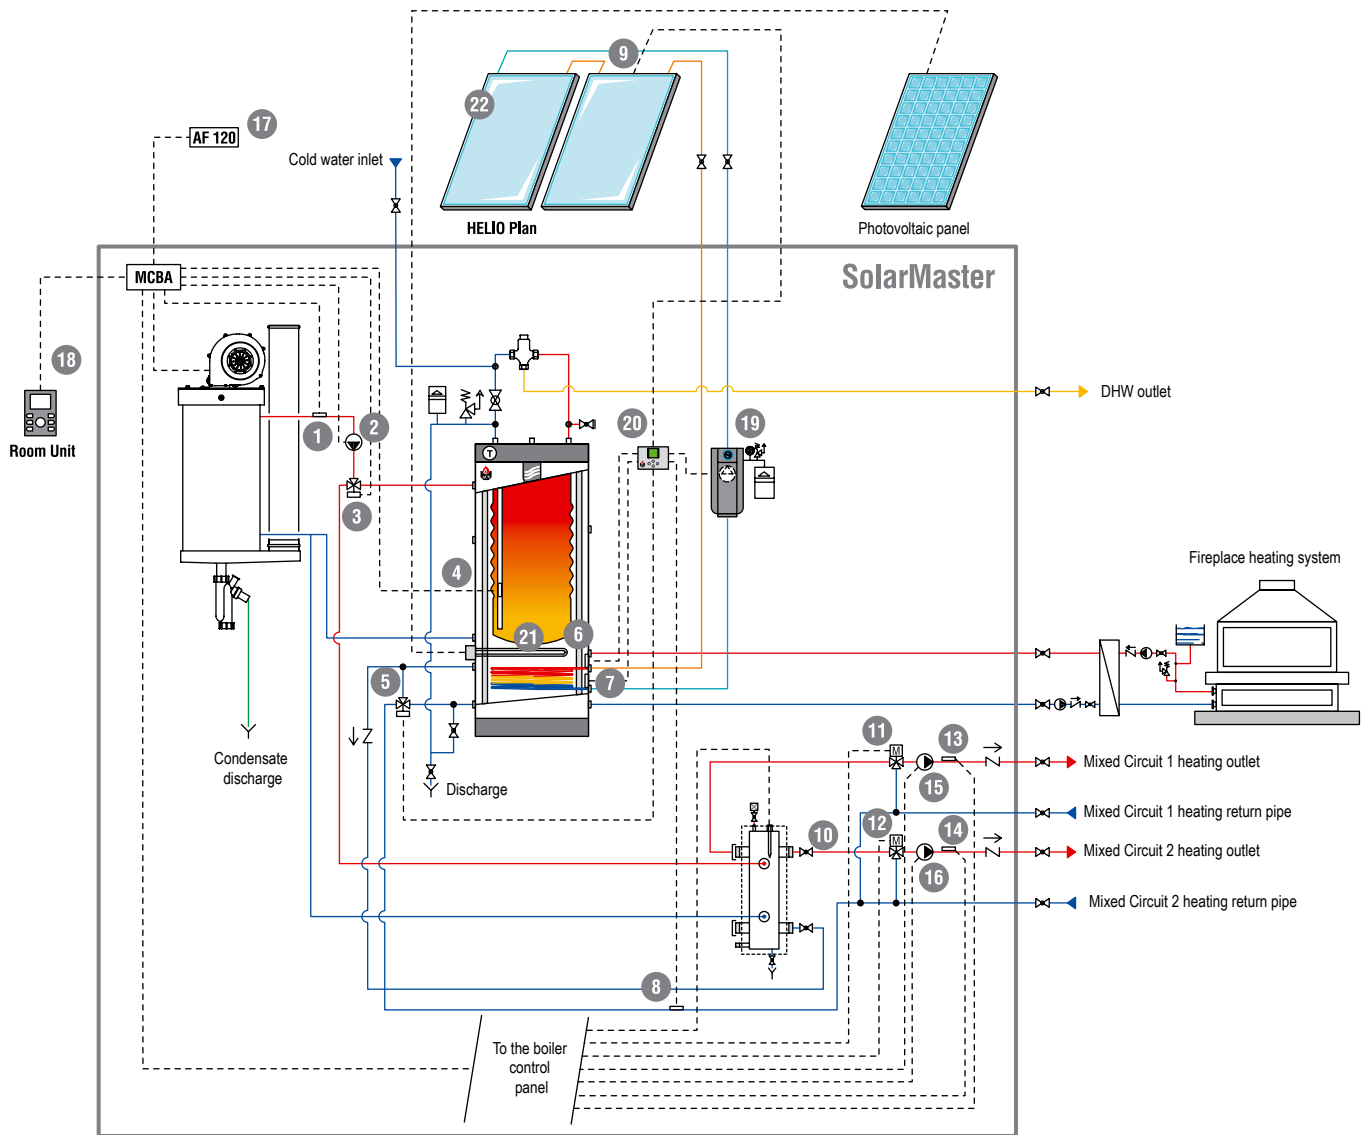 9
22
17
AF 120
Cold water inlet
HELIO Plan
Photovoltaic panel
MCBA
SolarMaster
18
Room Unit
1
2
3
DHW outlet
20
19
T
4
21
6
5
7
Fireplace heating system
Condensate
discharge
Discharge
11
M
13
Mixed Circuit 1 heating outlet
15
Mixed Circuit 1 heating return pipe
10
12
M
14
Mixed Circuit 2 heating outlet
16
Mixed Circuit 2 heating return pipe
8
To the boiler
control
panel